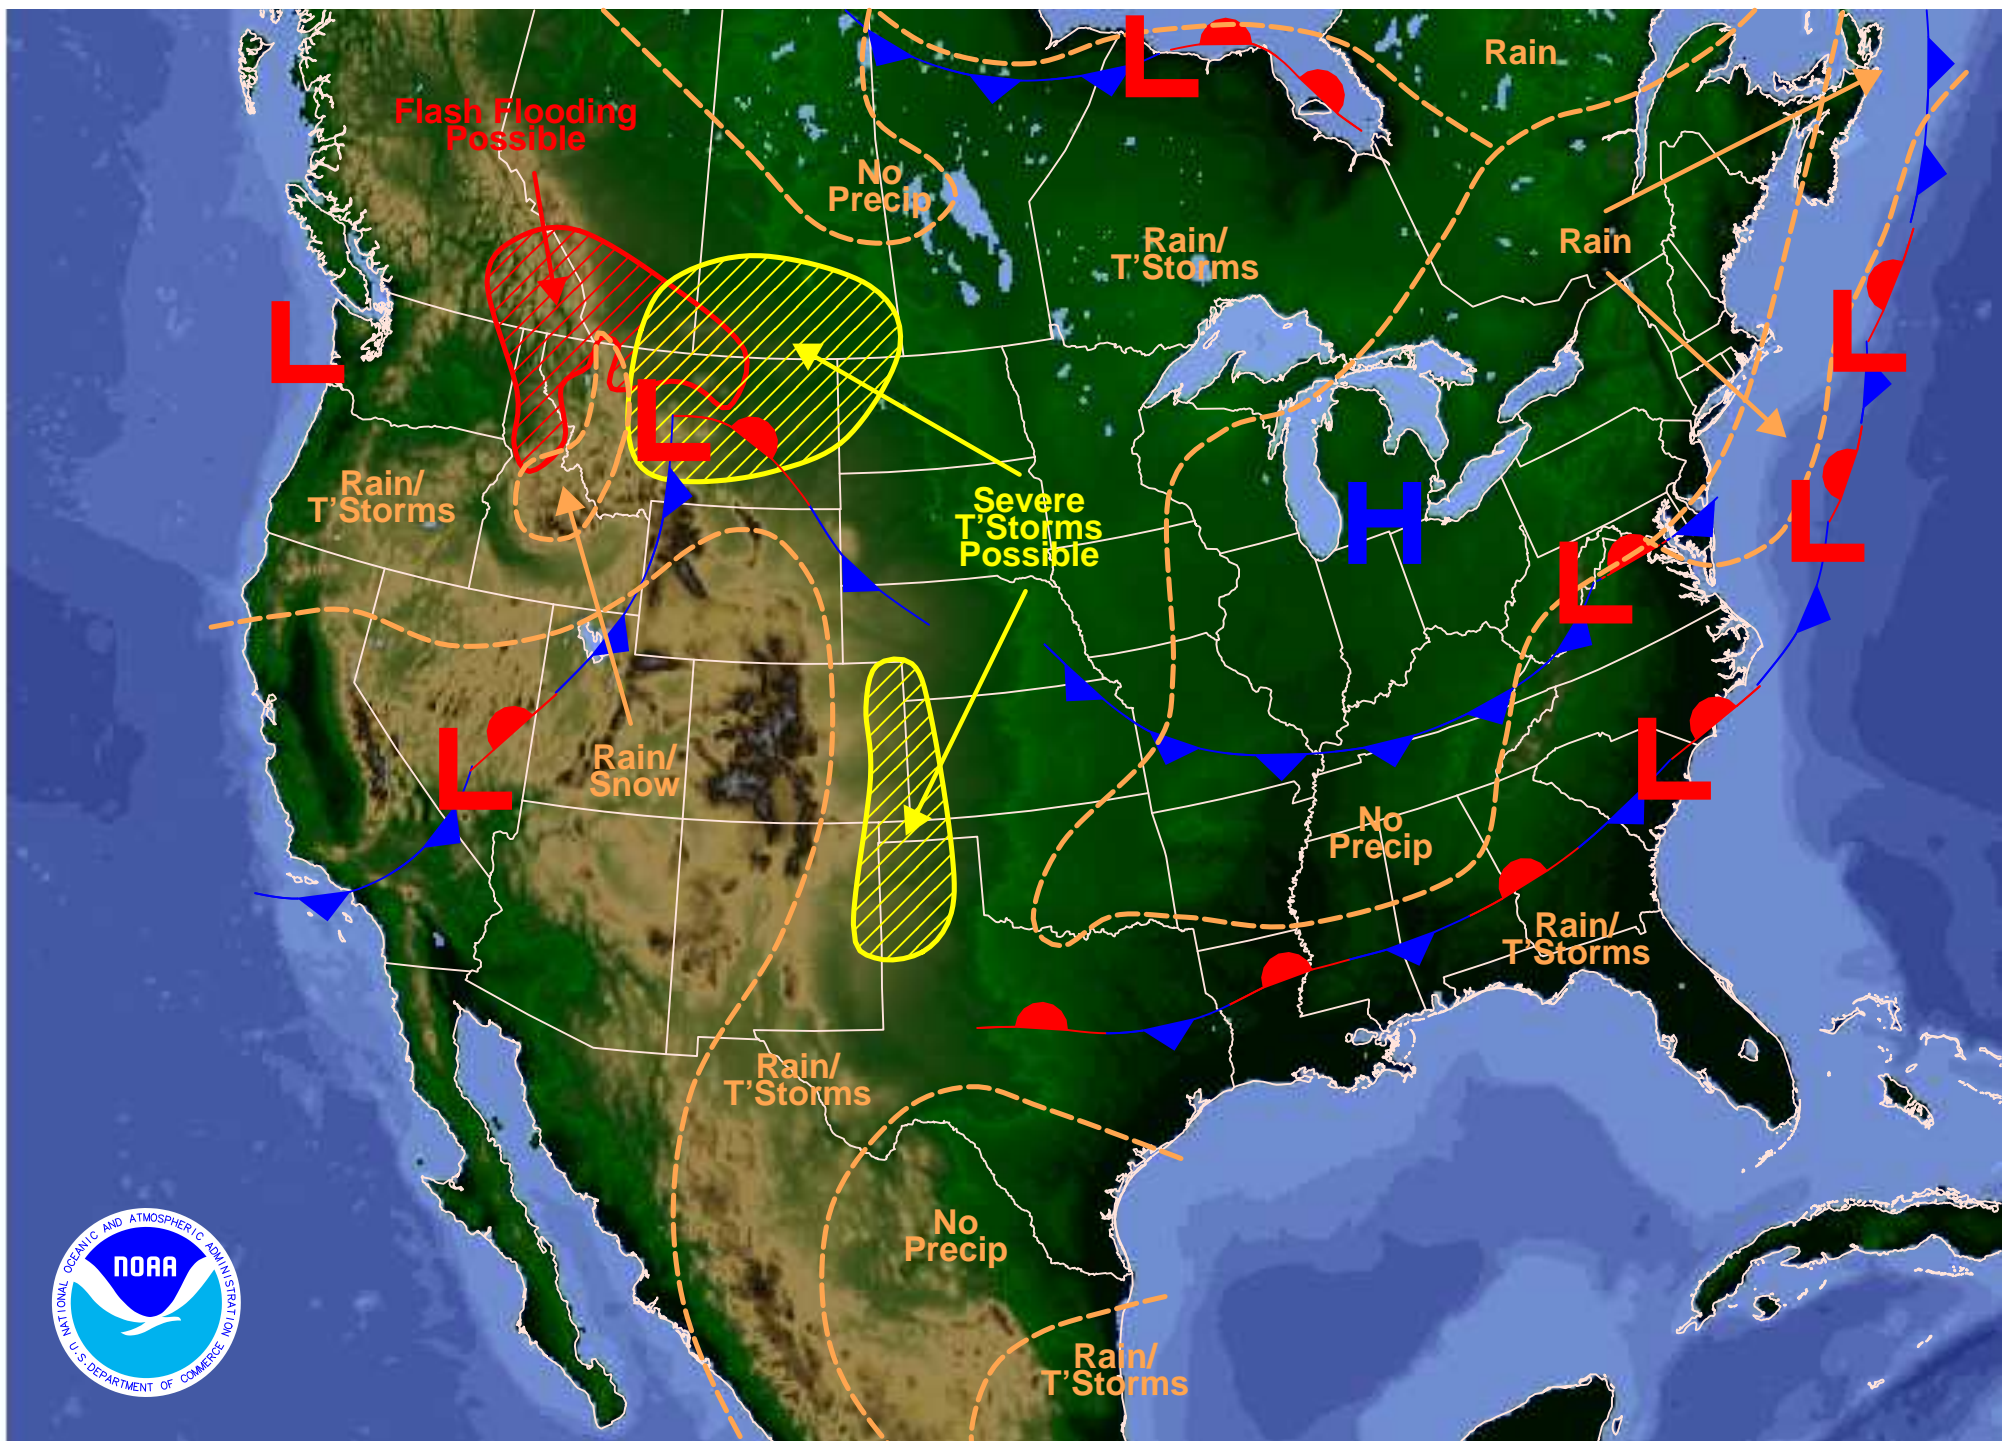 Rain
Flash Flooding
Possible
No
Precip
Rain/
T'Storms
Rain
L
L
L
L
Rain/
T'Storms
Severe
T'Storms
Possible
H
L
L
Rain/
Snow
L
L
No
Precip
Rain/
T'Storms
Rain/
T'Storms
No
Precip
Rain/
T'Storms
NATIONAL OCEANIC AND ATMOSPHERIC ADMINISTRATION
NOAA
U.S. DEPARTMENT OF COMMERCE